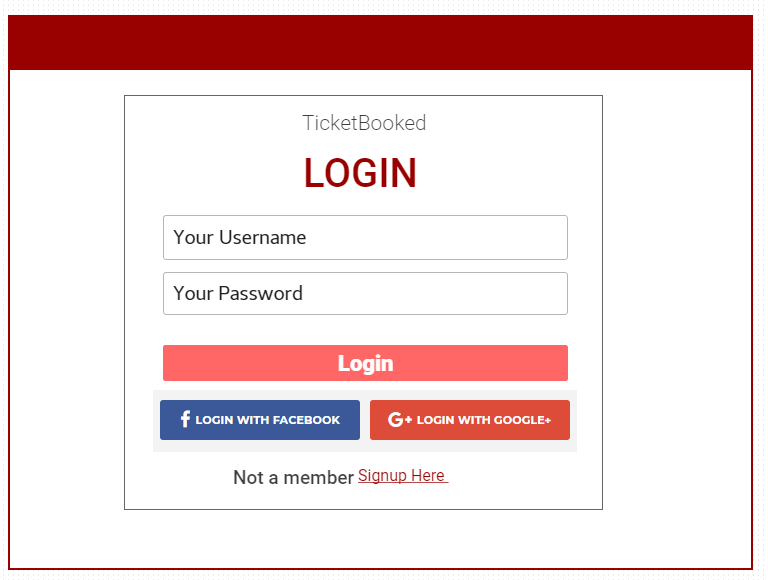 TicketBooked
LOGIN
Your Username
Your Password
Login
f LOGIN WITH FACEBOOK G+ LOGIN WITH GOOGLE+
Not a member Signup Here